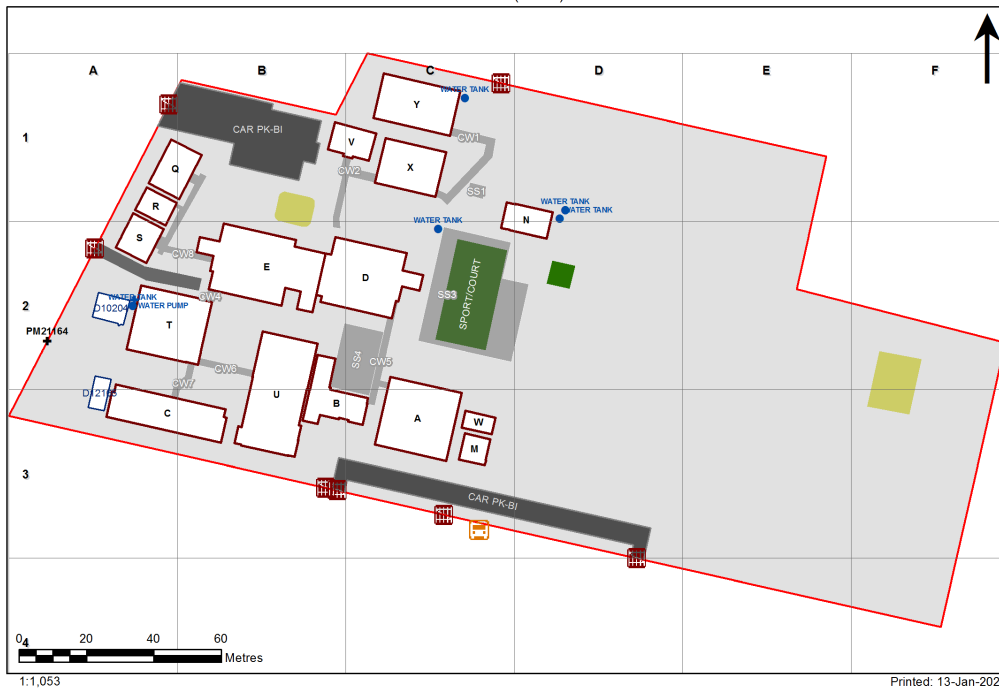 A B C D E F
1
2
3
4
WATER TANK
Y
CAR PK-BI
V
CW1
X
CW2
Q
SS1
R
WATER TANK
WATER TANK
N
WATER TANK
S
CW8
E
D
SPORT/COURT
SS3
CW4
WATER TANK
WATER PUMP
D10204
T
PM21164
SS4
CW5
CW6
CW7
U
B
C
A
W
M
CAR PK-BI
0 20 40 60
Metres
1:1,053
Printed: 13-Jan-202